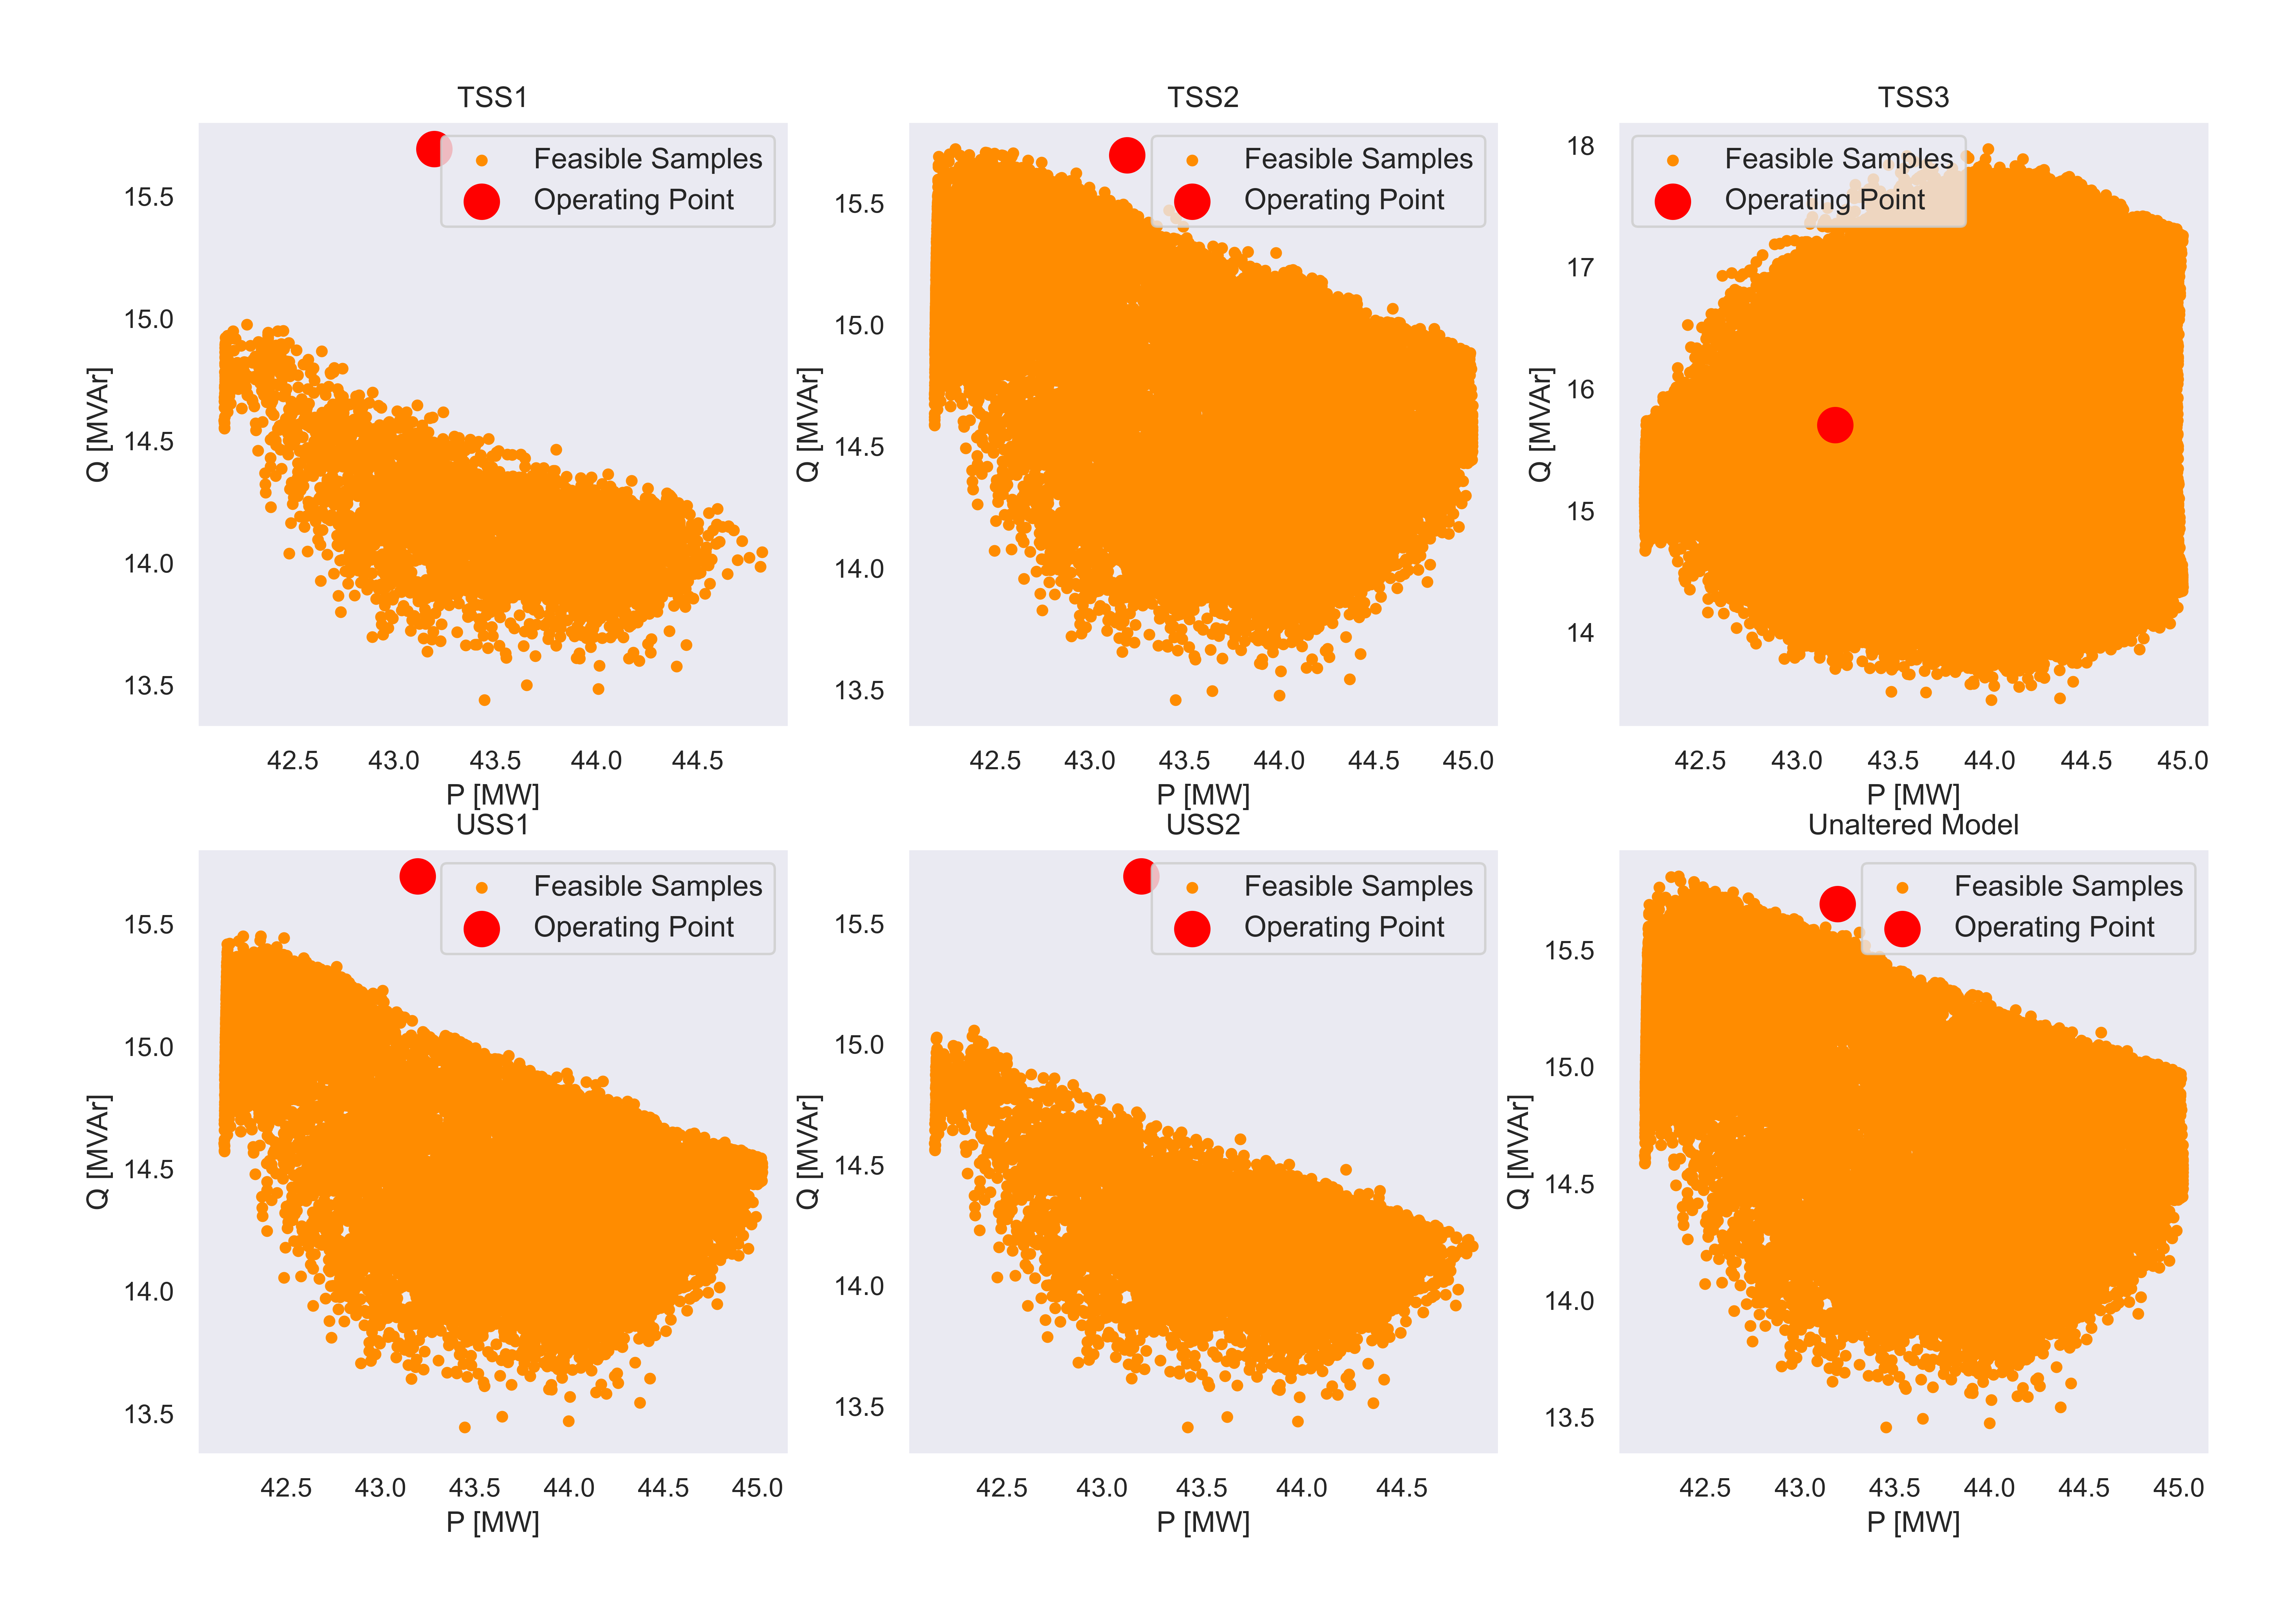 TSS1
Q [MVAr]
15.5
15.0
14.5
14.0
13.5
Feasible Samples
Operating Point
42.5 43.0 43.5 44.0 44.5
P [MW]
TSS2
Q [MVAr]
15.5
15.0
14.5
14.0
13.5
Feasible Samples
Operating Point
42.5 43.0 43.5 44.0 44.5 45.0
P [MW]
TSS3
Q [MVAr]
18
17
16
15
14
Feasible Samples
Operating Point
42.5 43.0 43.5 44.0 44.5 45.0
P [MW]
USS1
Q [MVAr]
15.5
15.0
14.5
14.0
13.5
Feasible Samples
Operating Point
42.5 43.0 43.5 44.0 44.5 45.0
P [MW]
USS2
Q [MVAr]
15.5
15.0
14.5
14.0
13.5
Feasible Samples
Operating Point
42.5 43.0 43.5 44.0 44.5
P [MW]
Unaltered Model
Q [MVAr]
15.5
15.0
14.5
14.0
13.5
Feasible Samples
Operating Point
42.5 43.0 43.5 44.0 44.5 45.0
P [MW]